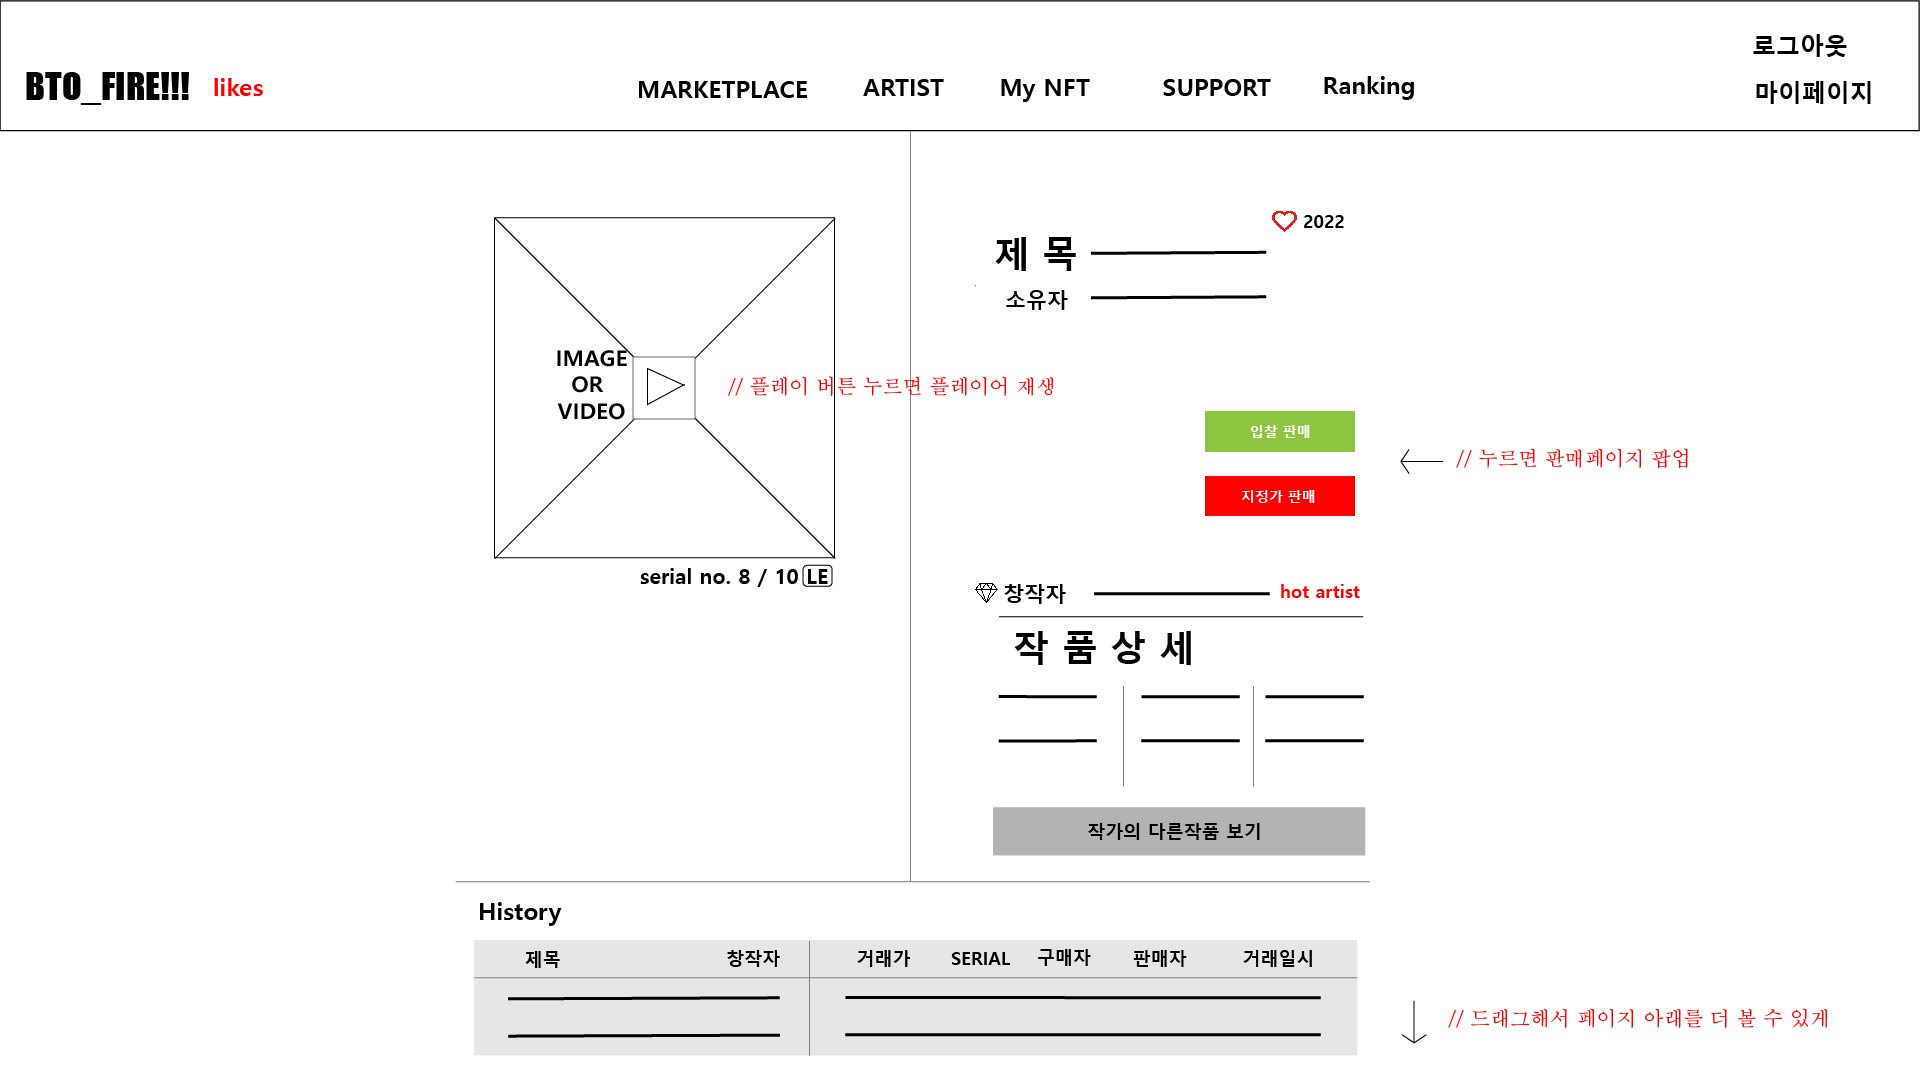 로그아웃
BTO_FIRE!!! likes MARKETPLACE ARTIST My NFT SUPPORT Ranking 마이페이지
2022
제 목
소유자
IMAGE
OR
VIDEO
// 플레이 버튼 누르면 플레이어 재생
입찰 판매
// 누르면 판매페이지 팝업
지정가 판매
serial no. 8 / 10 LE
창작자 hot artist
작 품 상 세
작가의 다른작품 보기
History
제목 창작자 거래가 SERIAL 구매자 판매자 거래일시
// 드래그해서 페이지 아래를 더 볼 수 있게